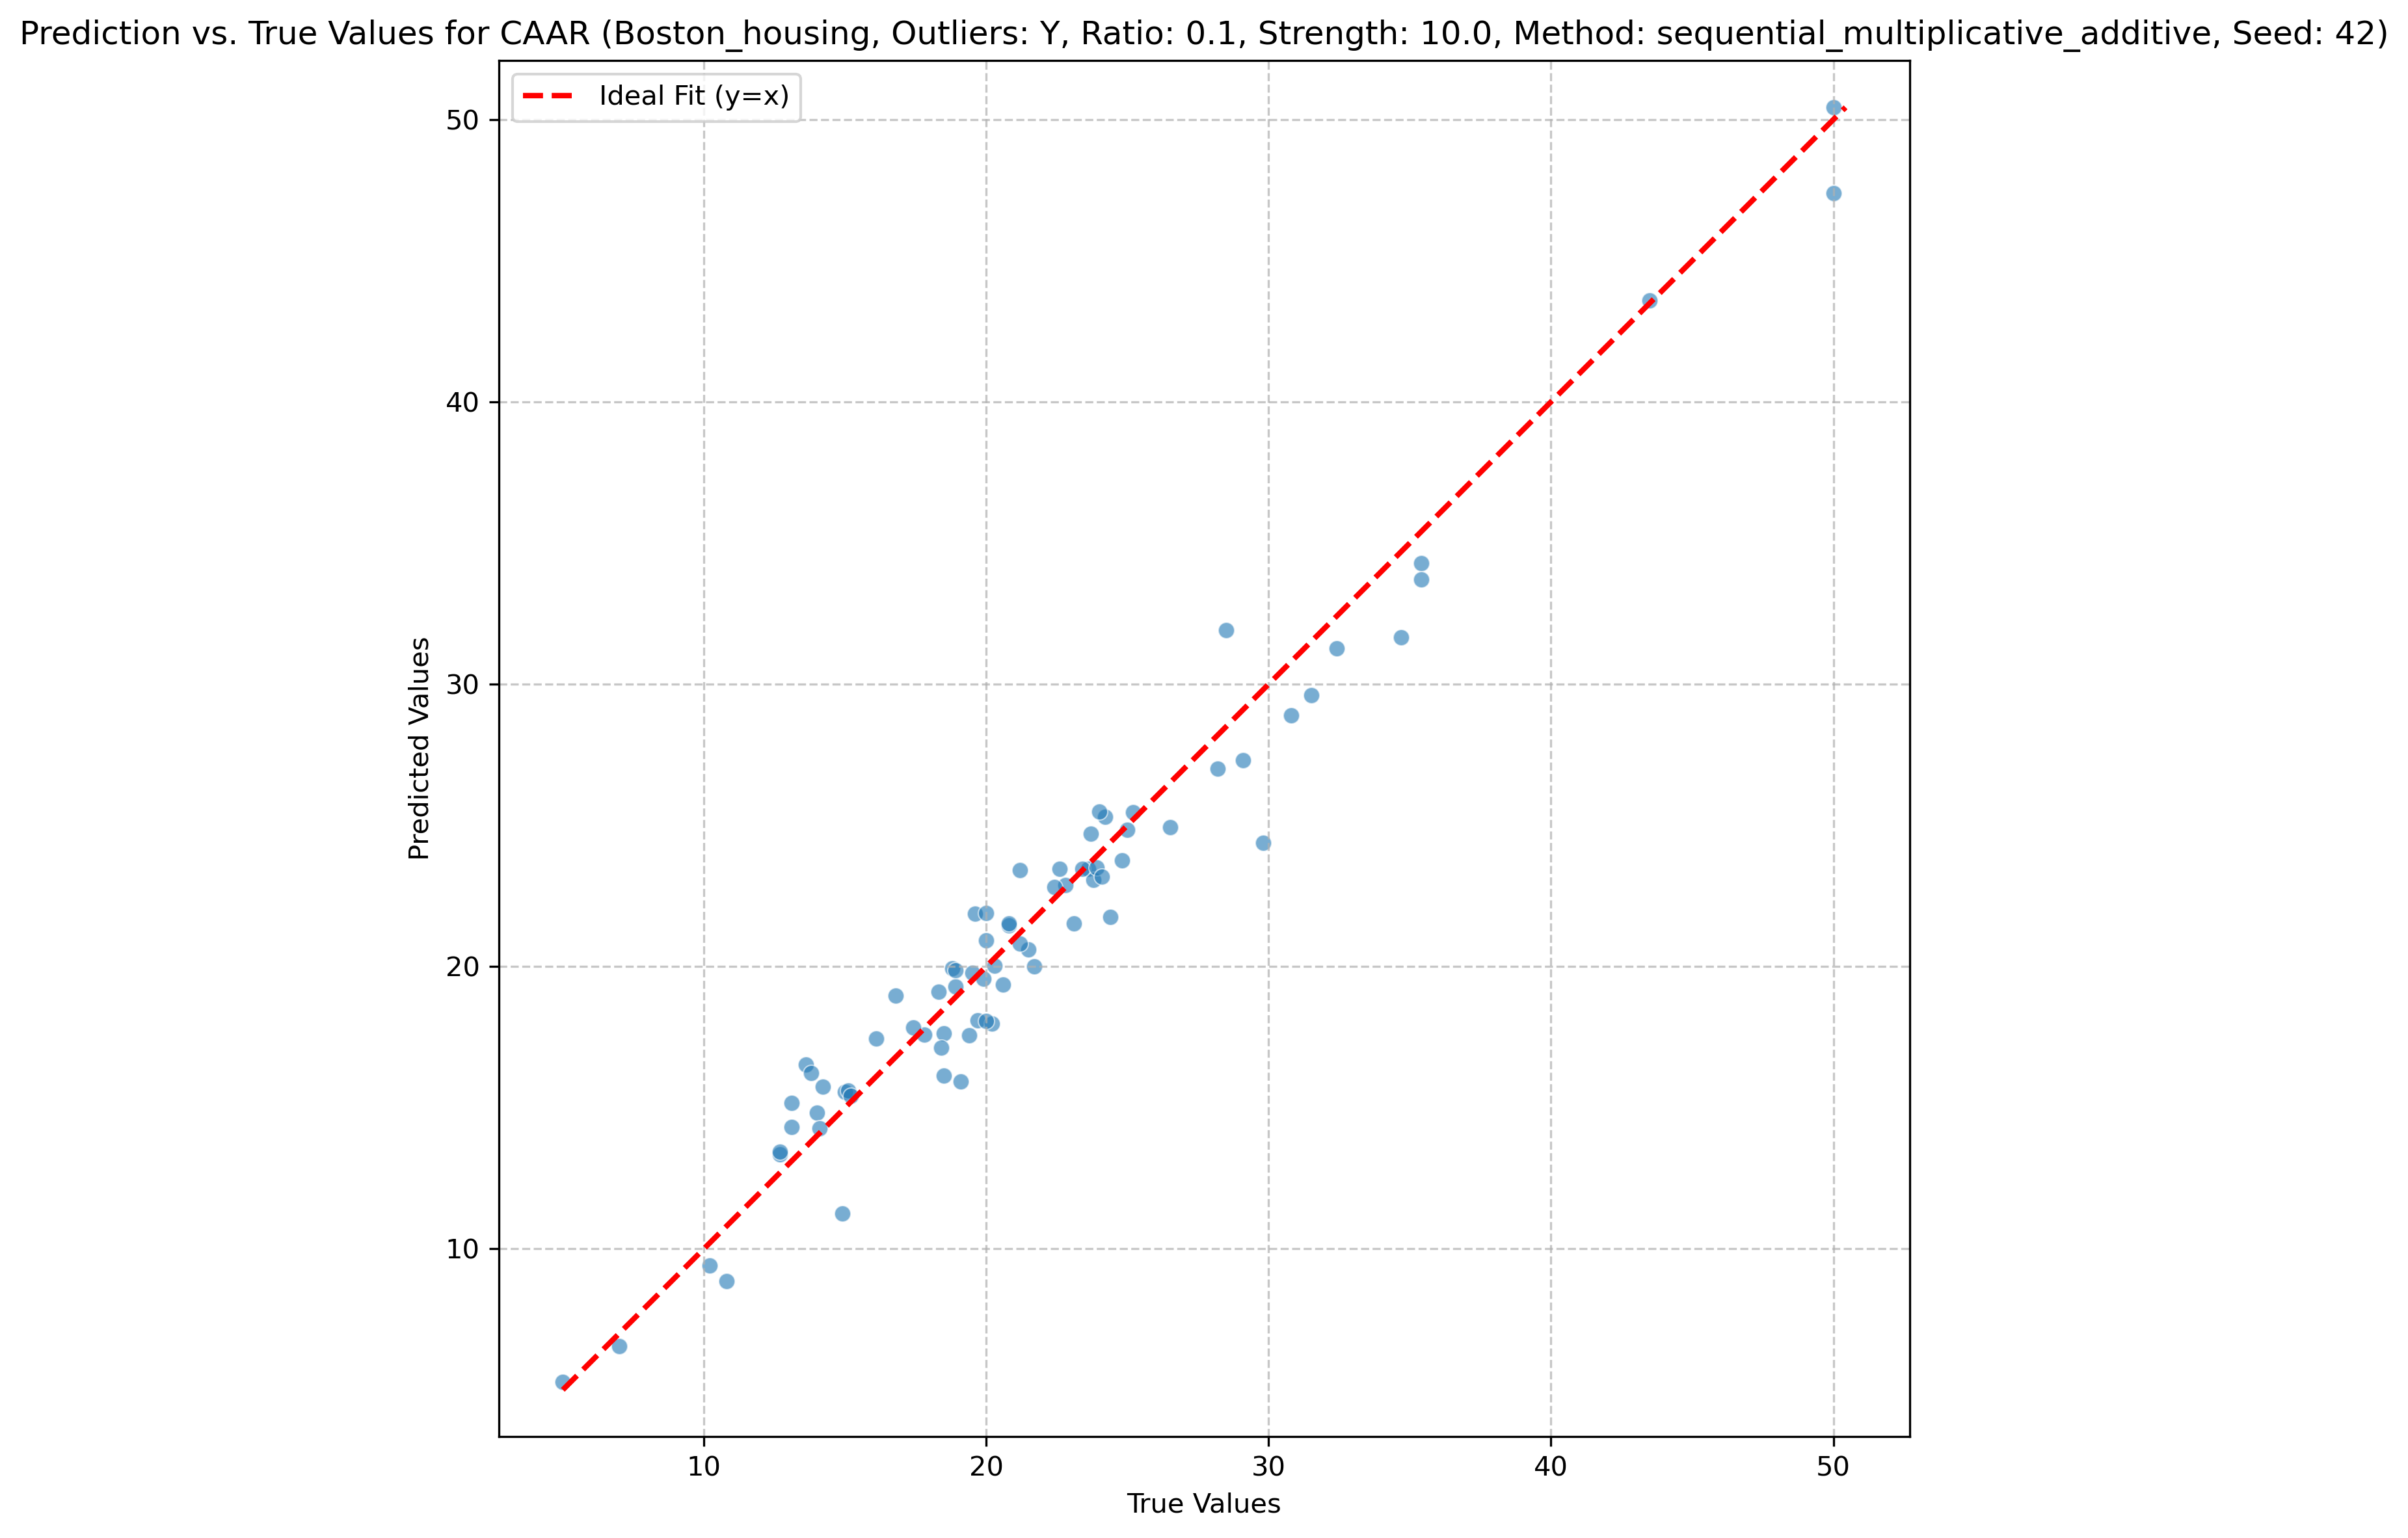 Prediction vs. True Values for CAAR (Boston_housing, Outliers: Y, Ratio: 0.1, Strength: 10.0, Method: sequential_multiplicative_additive, Seed: 42)
Ideal Fit (y=x)
50
40
30
20
10
Predicted Values
10 20 30 40 50
True Values